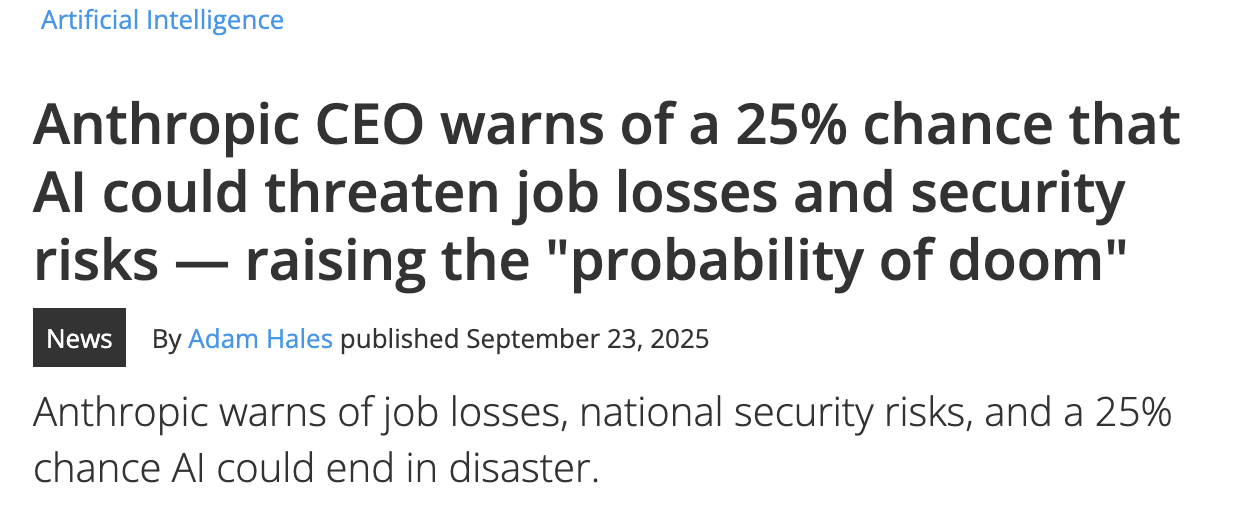 Artificial Intelligence
Anthropic CEO warns of a 25% chance that
AI could threaten job losses and security
risks — raising the "probability of doom"
News By Adam Hales published September 23, 2025
Anthropic warns of job losses, national security risks, and a 25%
chance AI could end in disaster.